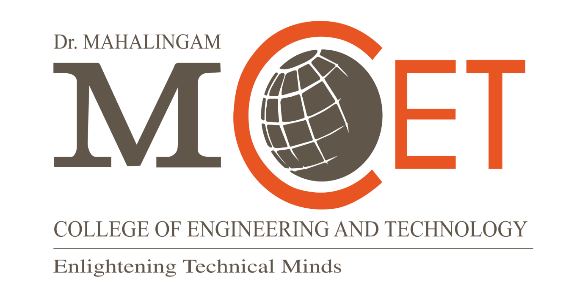 Dr. MAHALINGAM
MCET
COLLEGE OF ENGINEERING AND TECHNOLOGY
Enlightening Technical Minds